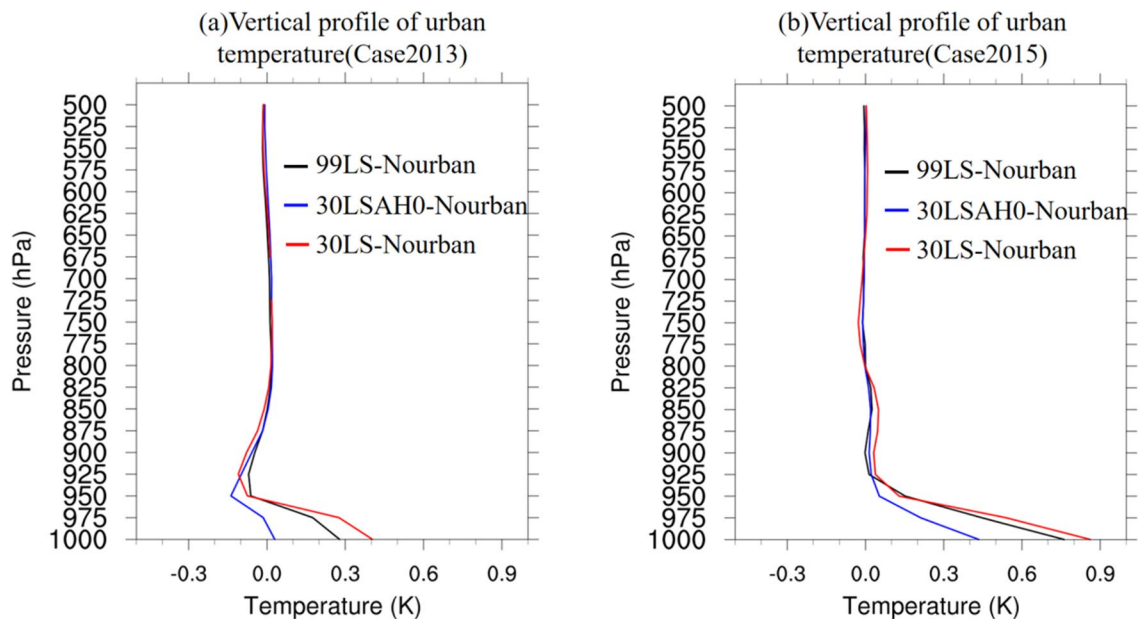 (a)Vertical profile of urban
temperature(Case2013)
500
525
550
575
600
625
650
675
700
725
750
775
800
825
850
875
900
925
950
975
1000
Pressure (hPa)
99LS-Nourban
30LSAH0-Nourban
30LS-Nourban
-0.3 0.0 0.3 0.6 0.9
Temperature (K)
(b)Vertical profile of urban
temperature(Case2015)
500
525
550
575
600
625
650
675
700
725
750
775
800
825
850
875
900
925
950
975
1000
Pressure (hPa)
99LS-Nourban
30LSAH0-Nourban
30LS-Nourban
-0.3 0.0 0.3 0.6 0.9
Temperature (K)